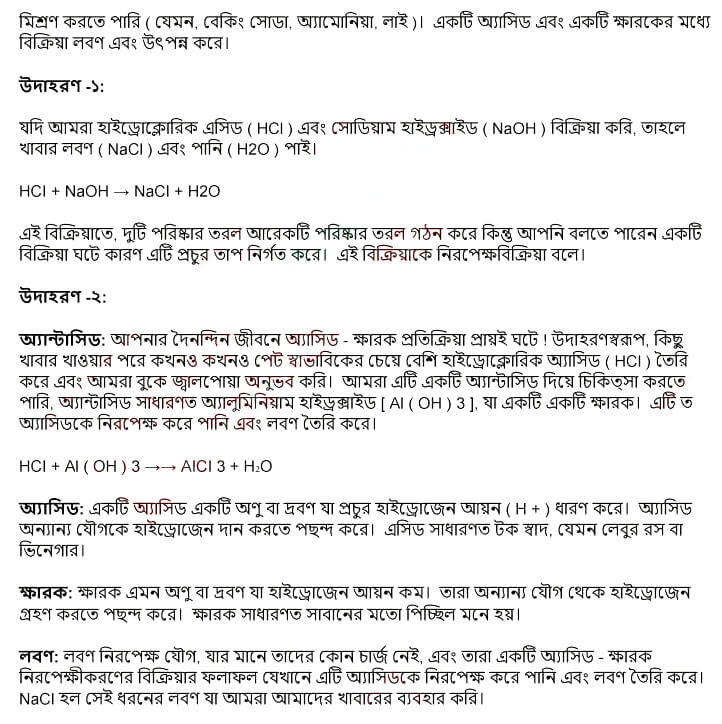 মিশ্রণ করতে পারি ( যেমন, বেকিং সোডা, অ্যামোনিয়া, লাই )। একটি অ্যাসিড এবং একটি ক্ষারকের মধ্যে
বিক্রিয়া লবণ এবং উৎপন্ন করে।
উদাহরণ -১:
যদি আমরা হাইড্রোক্লোরিক এসিড ( HCl ) এবং সোডিয়াম হাইড্রক্সাইড ( NaOH ) বিক্রিয়া করি, তাহলে
খাবার লবণ ( NaCl ) এবং পানি ( H2O ) পাই।
HCl + NaOH → NaCl + H2O
এই বিক্রিয়াতে, দুটি পরিষ্কার তরল আরেকটি পরিষ্কার তরল গঠন করে কিন্তু আপনি বলতে পারেন একটি
বিক্রিয়া ঘটে কারণ এটি প্রচুর তাপ নির্গত করে। এই বিক্রিয়াকে নিরপেক্ষবিক্রিয়া বলে।
উদাহরণ -২:
অ্যান্টাসিড: আপনার দৈনন্দিন জীবনে অ্যাসিড - ক্ষারক প্রতিক্রিয়া প্রায়ই ঘটে ! উদাহরণস্বরূপ, কিছু
খাবার খাওয়ার পরে কখনও কখনও পেট স্বাভাবিকের চেয়ে বেশি হাইড্রোক্লোরিক অ্যাসিড ( HCl ) তৈরি
করে এবং আমরা বুকে জ্বালপোয়া অনুভব করি। আমরা এটি একটি অ্যান্টাসিড দিয়ে চিকিত্সা করতে
পারি, অ্যান্টাসিড সাধারণত অ্যালুমিনিয়াম হাইড্রক্সাইড [ Al ( OH ) 3 ], যা একটি একটি ক্ষারক। এটি ত
অ্যাসিডকে নিরপেক্ষ করে পানি এবং লবণ তৈরি করে।
HCl + Al ( OH ) 3 →→ AlCl 3 + H₂O
অ্যাসিড: একটি অ্যাসিড একটি অণু বা দ্রবণ যা প্রচুর হাইড্রোজেন আয়ন ( H + ) ধারণ করে। অ্যাসিড
অন্যান্য যৌগকে হাইড্রোজেন দান করতে পছন্দ করে। এসিড সাধারণত টক স্বাদ, যেমন লেবুর রস বা
ভিনেগার।
ক্ষারক: ক্ষারক এমন অণু বা দ্রবণ যা হাইড্রোজেন আয়ন কম। তারা অন্যান্য যৌগ থেকে হাইড্রোজেন
গ্রহণ করতে পছন্দ করে। ক্ষারক সাধারণত সাবানের মতো পিচ্ছিল মনে হয়।
লবণ: লবণ নিরপেক্ষ যৌগ, যার মানে তাদের কোন চার্জ নেই, এবং তারা একটি অ্যাসিড - ক্ষারক
নিরপেক্ষীকরণের বিক্রিয়ার ফলাফল যেখানে এটি অ্যাসিডকে নিরপেক্ষ করে পানি এবং লবণ তৈরি করে।
NaCl হল সেই ধরনের লবণ যা আমরা আমাদের খাবারের ব্যবহার করি।